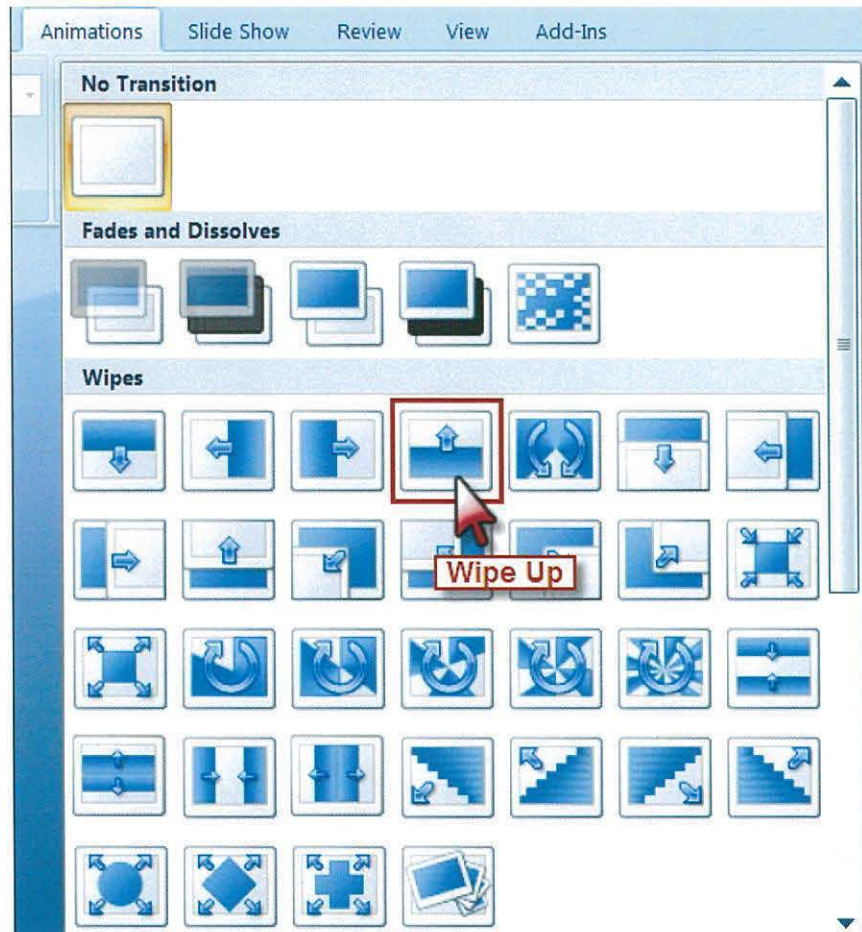 Animations Slide Show Review View Add-Ins
No Transition
Fades and Dissolves
Wipes
Wipe Up